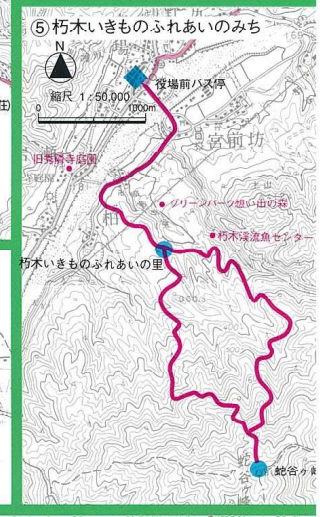 ⑤朽木いきものふれあいのみち
N
役場前バス停
縮尺 1:50,000
0 1000m
宮前坊
旧秀隣寺庭園
グリーンパーク想い出の森
朽木渓流魚センター
朽木いきものふれあいの里
蛇谷ヶ